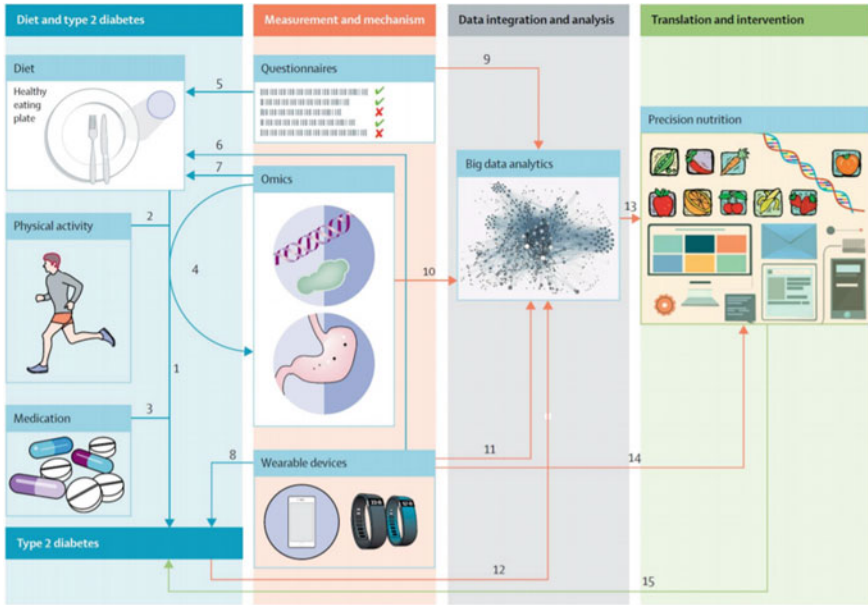 Diet and type 2 diabetes
Measurement and mechanism
Data integration and analysis
Translation and intervention
Diet
Healthy
eating
plate
Questionnaires
9
5
6
7
Omics
Big data analytics
Precision nutrition
13
Physical activity
2
4
10
1
Medication
3
8
Wearable devices
11
14
Type 2 diabetes
12
15